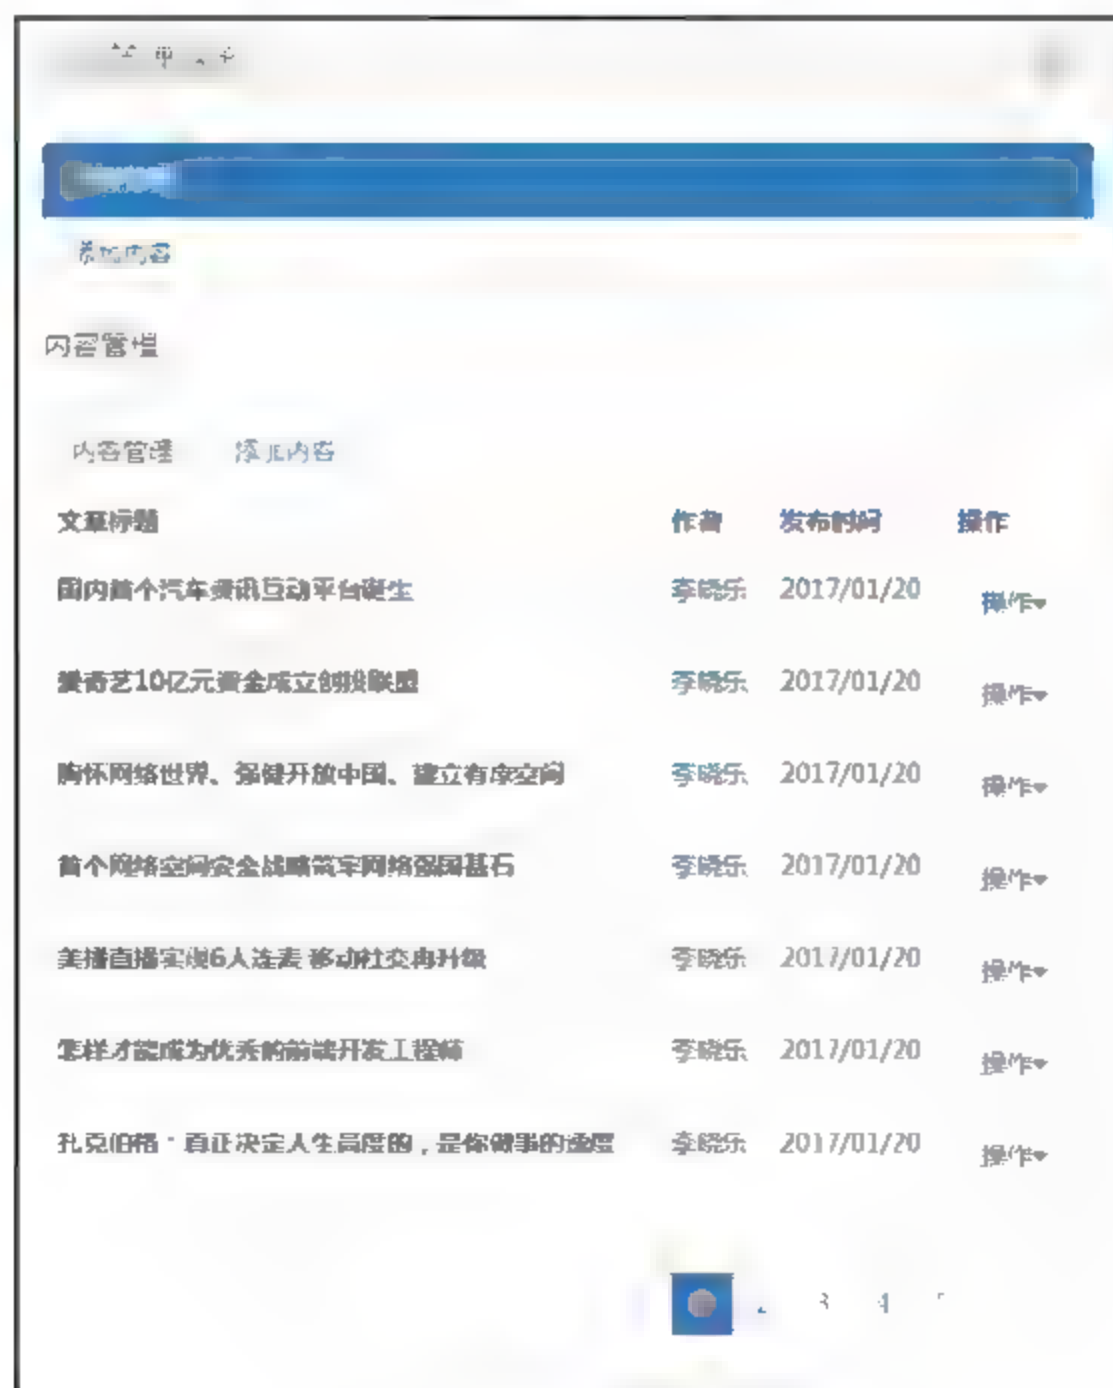 内容管理
内容管理 添加内容
文章标题 作者 发布时间 操作
国内首个汽车资讯互动平台诞生 李晓乐 2017/01/20 操作
爱奇艺10亿元资金成立创投联盟 李晓乐 2017/01/20 操作
胸怀网络世界、强健开放中国、建立有序空间 李晓乐 2017/01/20 操作
首个网络空间安全战略筑牢网络强国基石 李晓乐 2017/01/20 操作
美播直播实现6人连麦 移动社交再升级 李晓乐 2017/01/20 操作
怎样才能成为优秀的前端开发工程师 李晓乐 2017/01/20 操作
扎克伯格:真正决定人生高度的,是你做事的速度 李晓乐 2017/01/20 操作
3 4